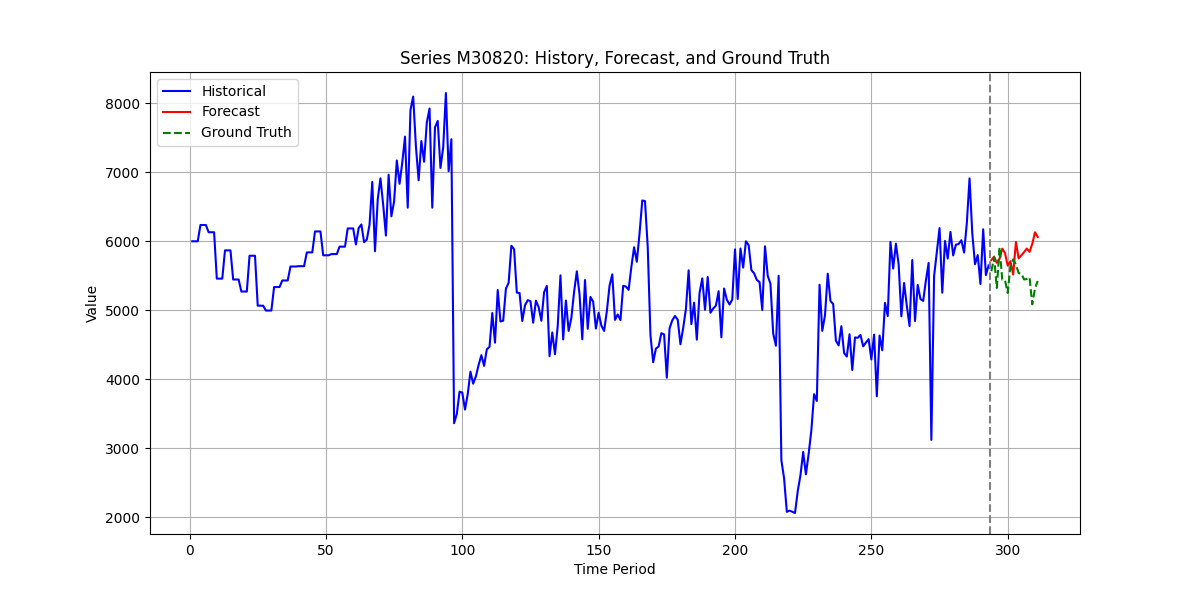 Series M30820: History, Forecast, and Ground Truth
Historical
Forecast
Ground Truth
8000
7000
6000
5000
4000
3000
2000
Value
0
50
100
150
200
250
300
Time Period